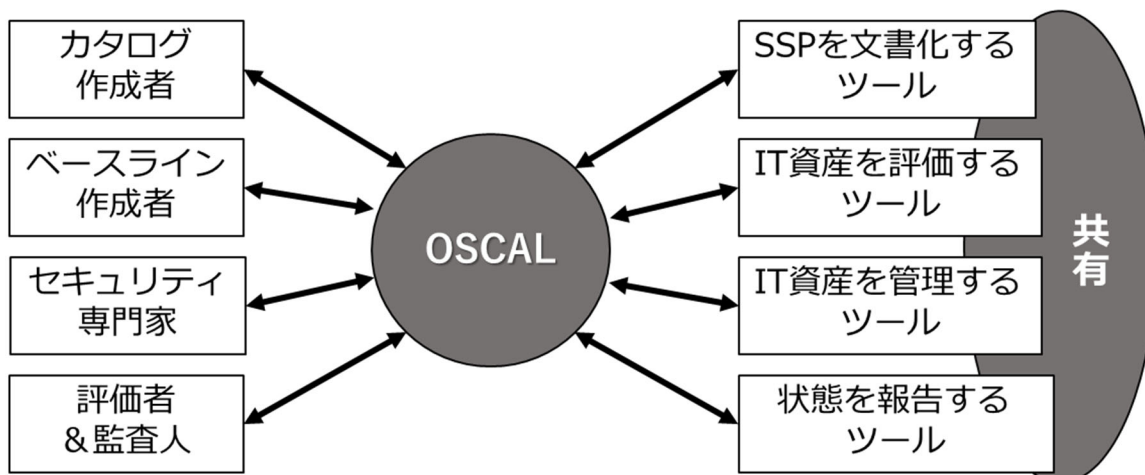 カタログ
作成者
ベースライン
作成者
セキュリティ
専門家
評価者
＆監査人
OSCAL
SSPを文書化する
ツール
IT資産を評価する
ツール
IT資産を管理する
ツール
状態を報告する
ツール
共有